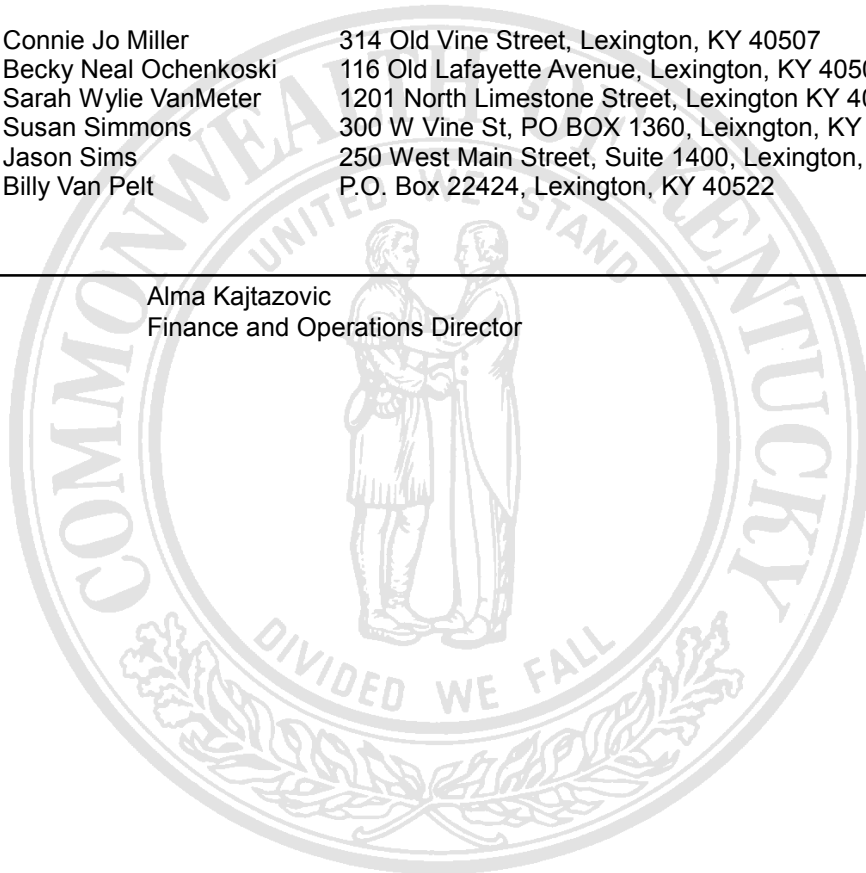 Connie Jo Miller 314 Old Vine Street, Lexington, KY 40507
Becky Neal Ochenkoski 116 Old Lafayette Avenue, Lexington, KY
Sarah Wylie VanMeter 1201 North Limestone Street, Lexington KY
Susan Simmons 300 W Vine St, PO BOX 1360, Leixngton, KY
Jason Sims 250 West Main Street, Suite 1400, Lexington,
Billy Van Pelt P.O. Box 22424, Lexington, KY 40522
Alma Kajtazovic
Finance and Operations Director
COMMONWEALTH OF KENTUCKY
UNITED WE STAND
DIVIDED WE FALL